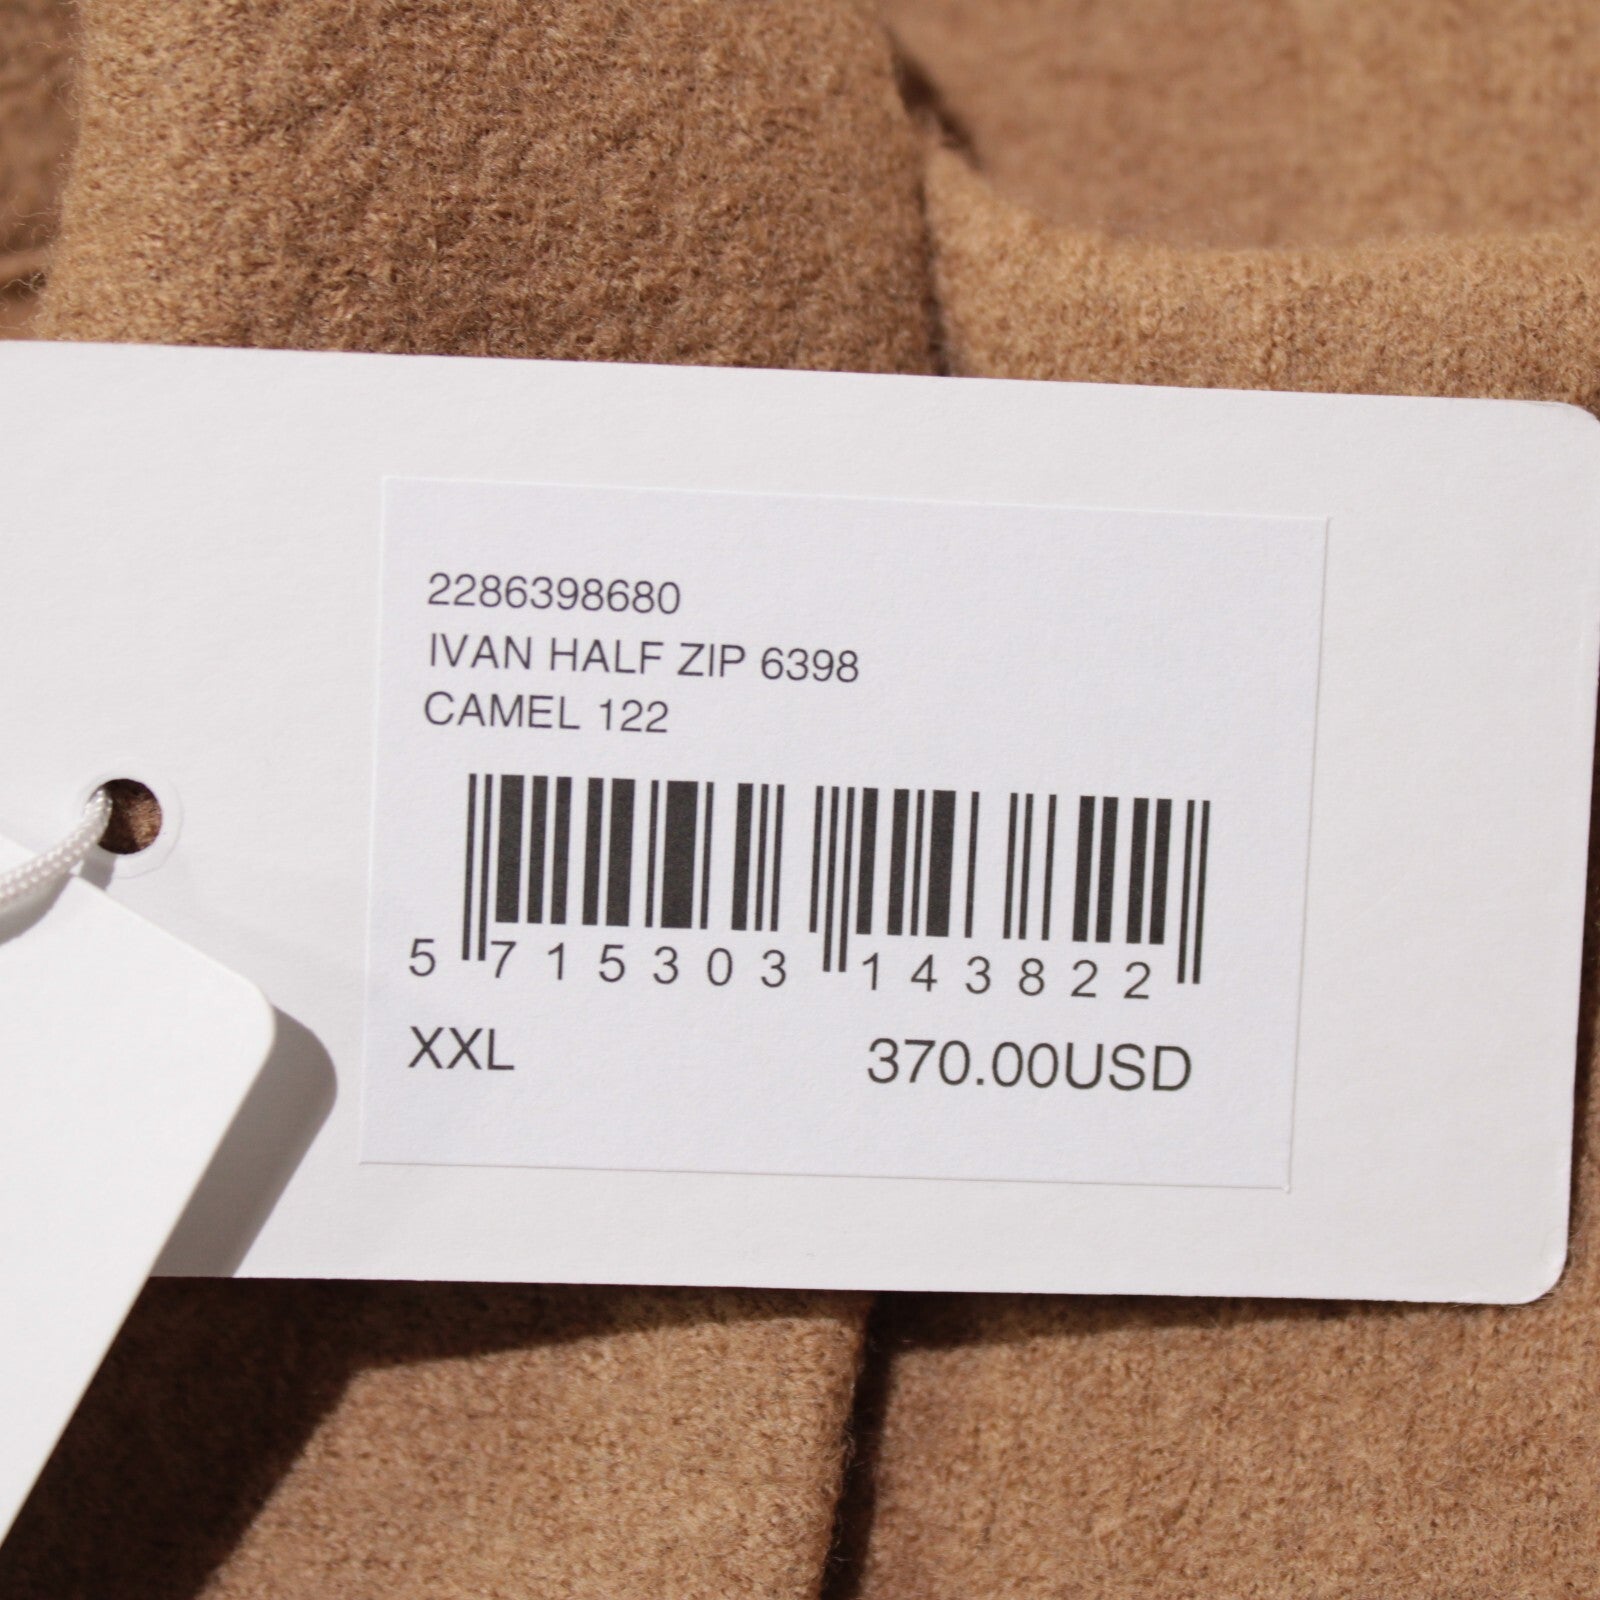 2286398680
IVAN HALF ZIP 6398
CAMEL 122
5 715303 143822
XXL 370.00USD